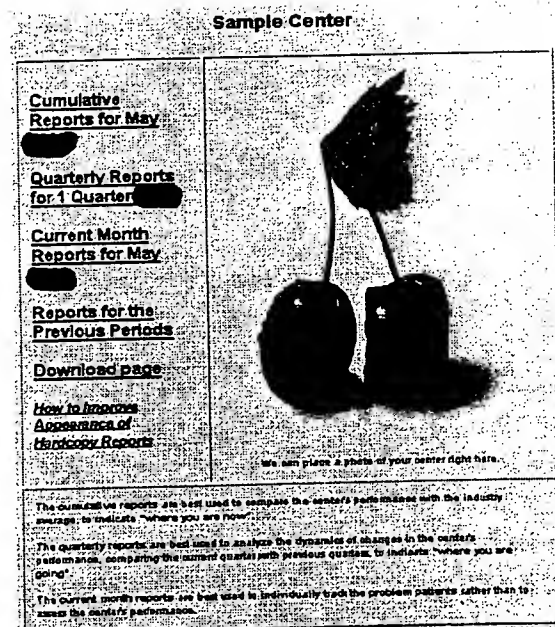 Sample Center
Cumulative
Reports for May
Quarterly Reports
for 1 Quarter
Current Month
Reports for May
Reports for the
Previous Periods
Download page
How to Improve
Appearance of
Hardcopy Reports
We can place a photo of your center right here.
The cumulative reports are best used to compare the center's performance with the industry
average, to indicate "where you are now"
The quarterly reports are best used to analyze the dynamics of changes in the center's
performance, comparing the current quartal with previous quarters, to indicate "where you are
going"
The current month reports are best used to individually track the problem patients rather than to
assess the center's performance.